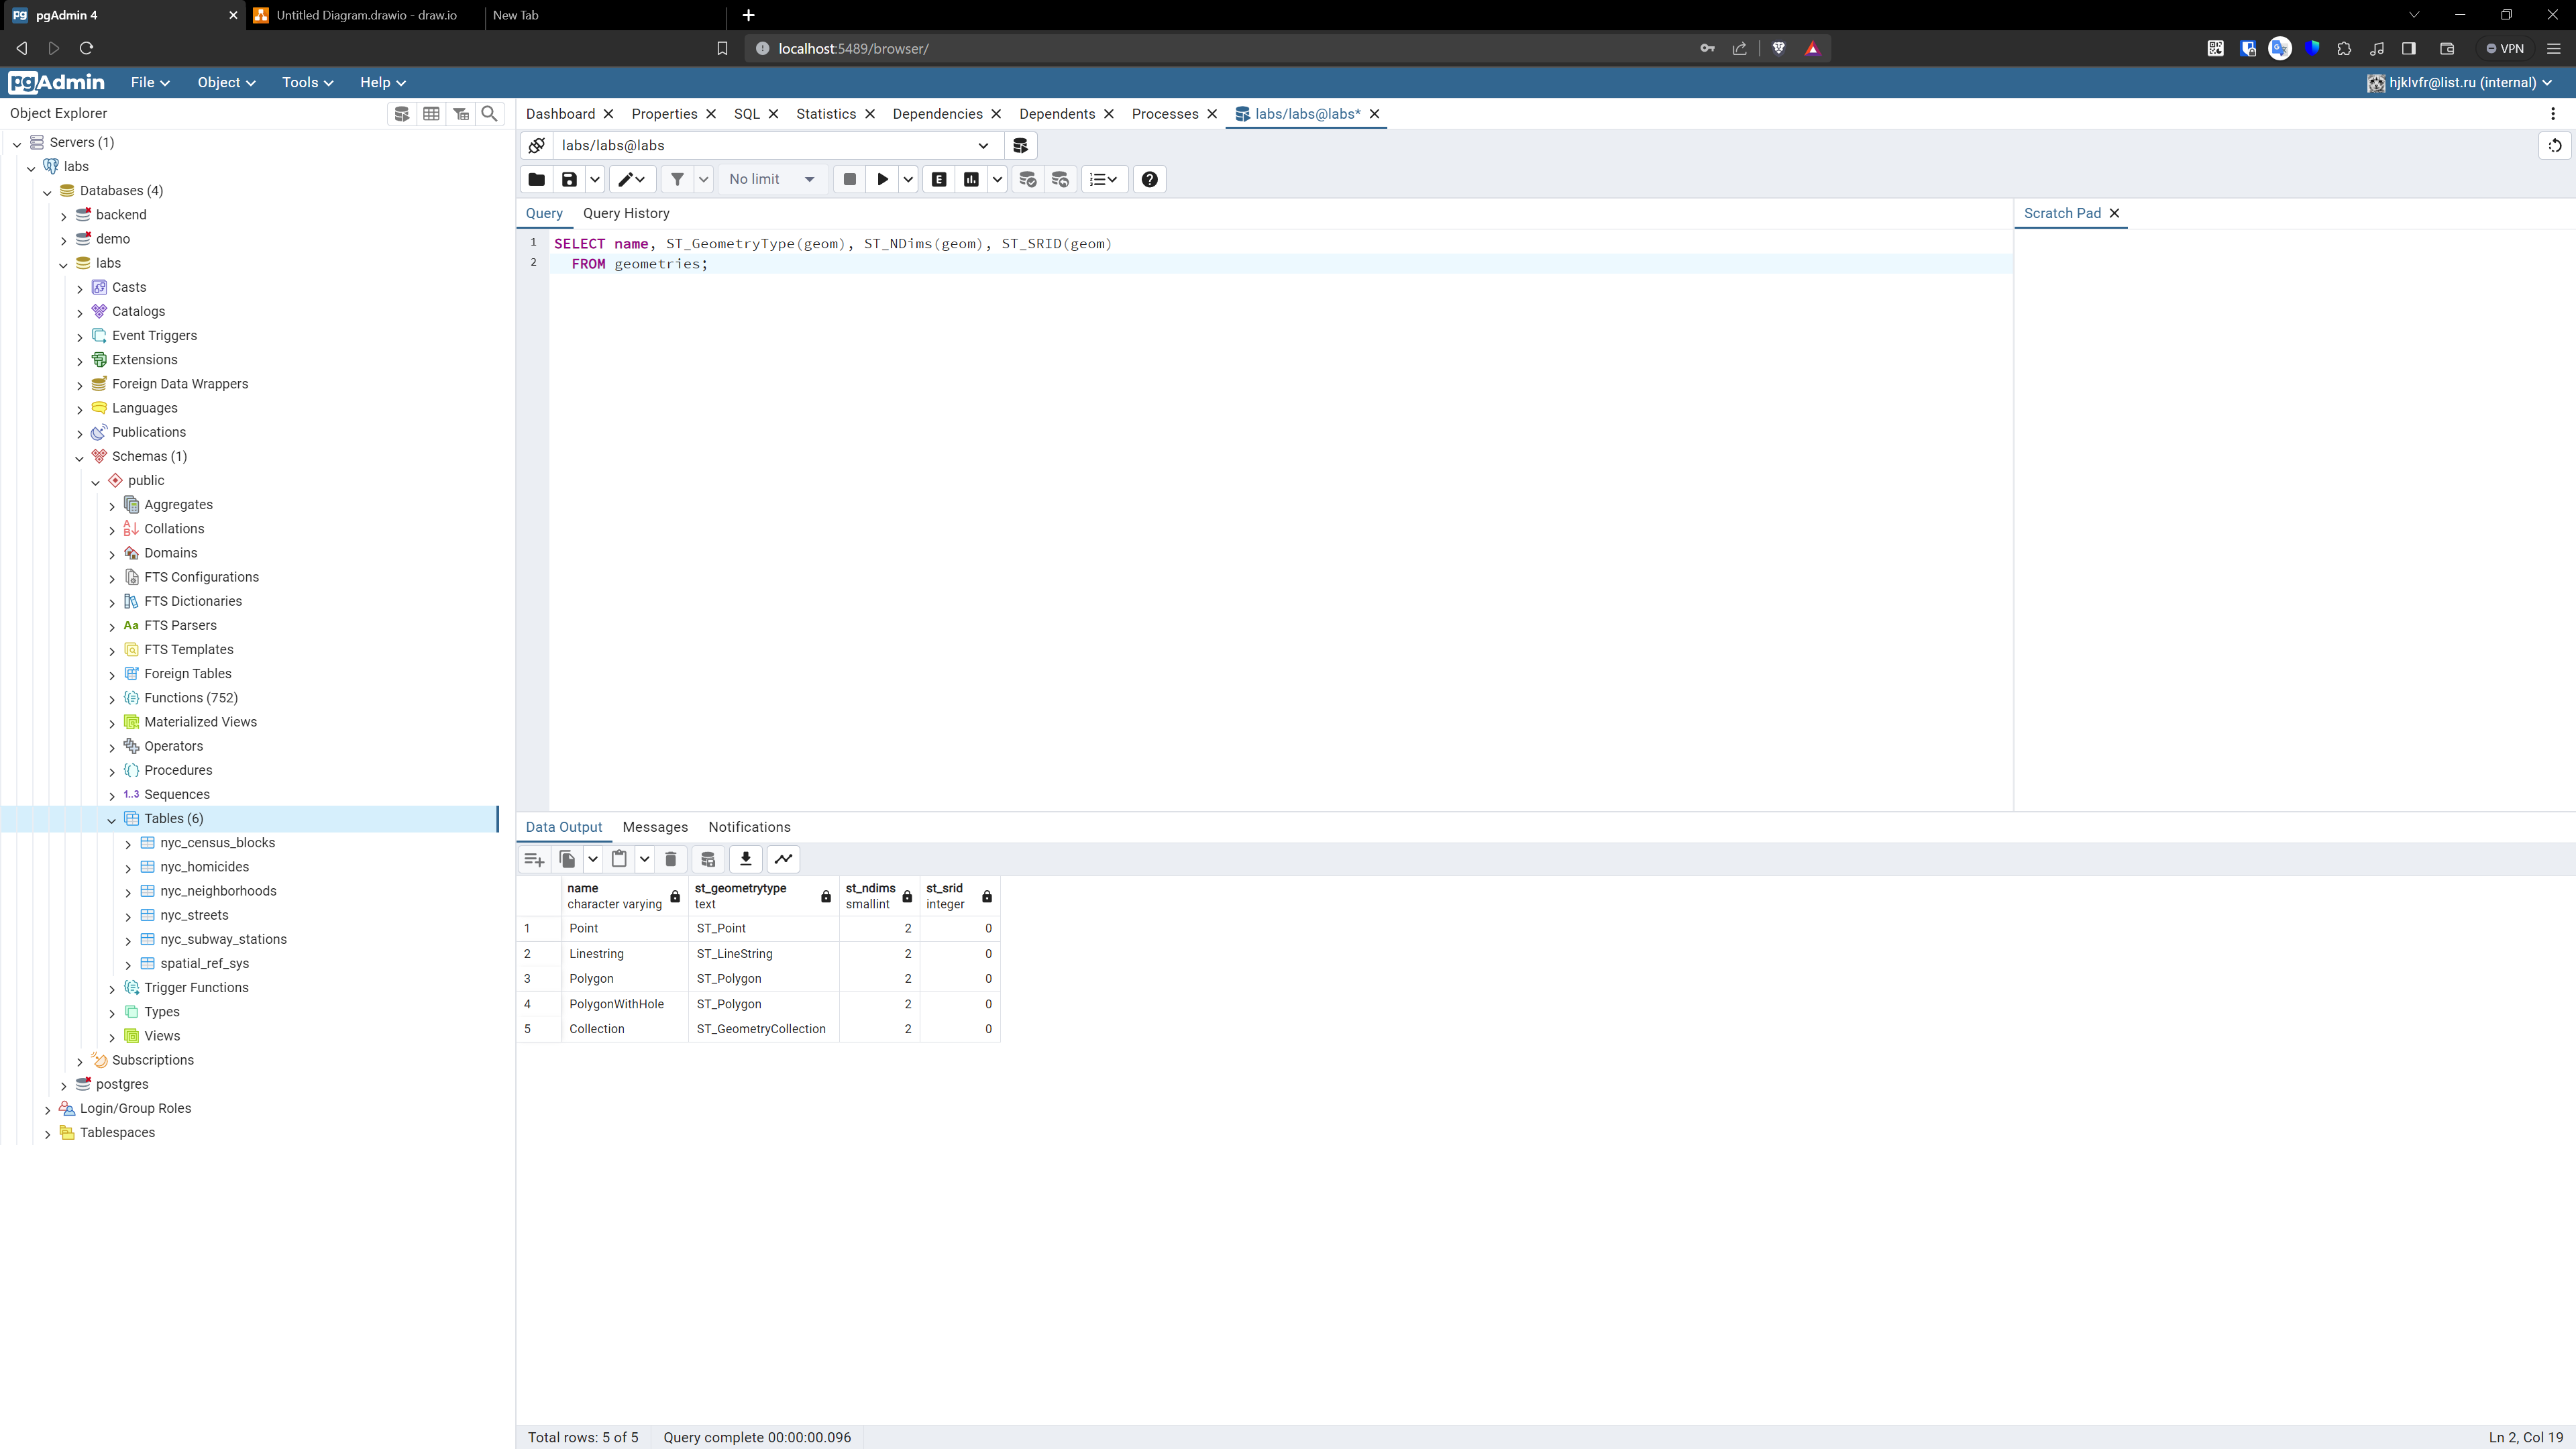 pgAdmin 4
Untitled Diagram.drawio - draw.io
New Tab
localhost:5489/browser/
VPN
pgAdmin
File
Object
Tools
Help
hjklvfr@list.ru (internal)
Object Explorer
Dashboard
Properties
SQL
Statistics
Dependencies
Dependents
Processes
labs/labs@labs*
Servers (1)
labs
Databases (4)
backend
demo
labs
Casts
Catalogs
Event Triggers
Extensions
Foreign Data Wrappers
Languages
Publications
Schemas (1)
public
Aggregates
Collations
Domains
FTS Configurations
FTS Dictionaries
Aa FTS Parsers
FTS Templates
Foreign Tables
Functions (752)
Materialized Views
Operators
Procedures
1..3 Sequences
Tables (6)
nyc_census_blocks
nyc_homicides
nyc_neighborhoods
nyc_streets
nyc_subway_stations
spatial_ref_sys
Trigger Functions
Types
Views
Subscriptions
postgres
Login/Group Roles
Tablespaces
labs/labs@labs
No limit
E
Query
Query History
Scratch Pad
1 SELECT name, ST_GeometryType(geom), ST_NDims(geom), ST_SRID(geom)
2 FROM geometries;
Data Output
Messages
Notifications
name st_geometrytype st_ndims st_srid
character varying text smallint integer
1 Point ST_Point 2 0
2 Linestring ST_LineString 2 0
3 Polygon ST_Polygon 2 0
4 PolygonWithHole ST_Polygon 2 0
5 Collection ST_GeometryCollection 2 0
Total rows: 5 of 5
Query complete 00:00:00.096
Ln 2, Col 19